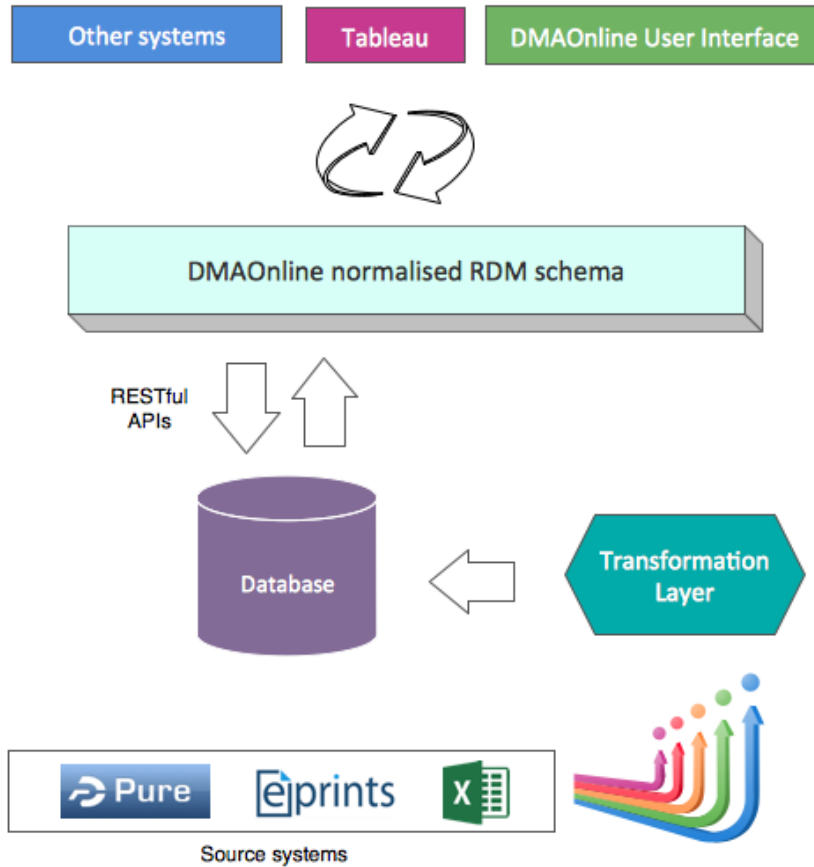 Other systems
Tableau
DMAOnline User Interface
DMAOnline normalised RDM schema
RESTful
APIs
Database
Transformation
Layer
Pure
eprints
X
Source systems